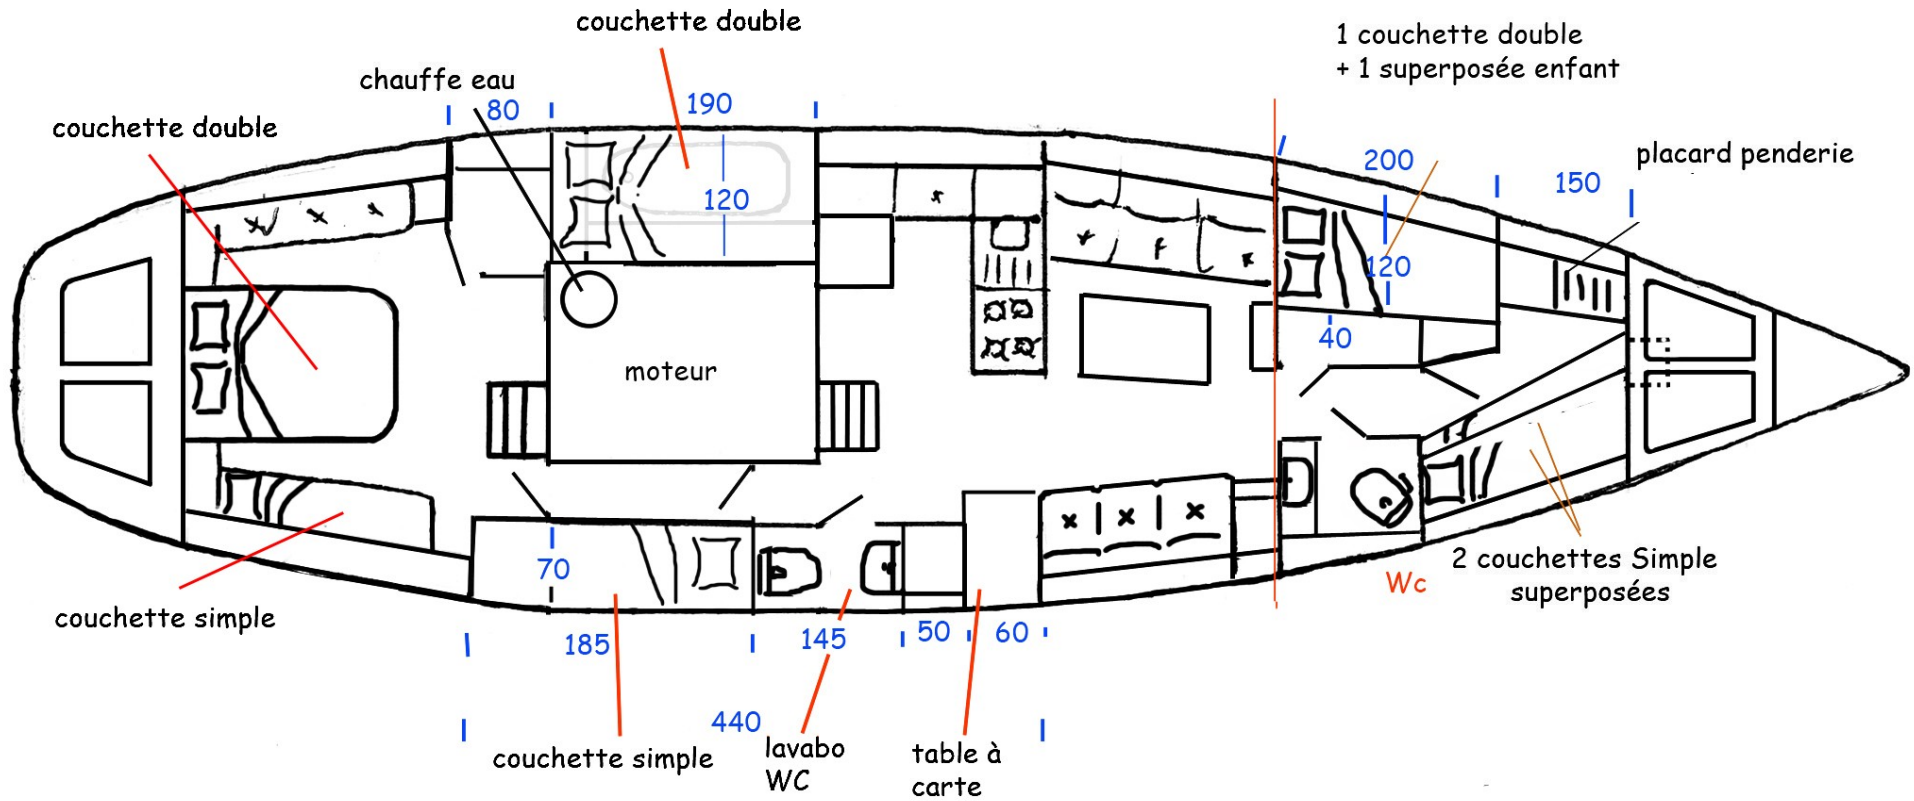 couchette double
1 couchette double
+ 1 superposée enfant
chauffe eau
80
190
couchette double
200
150
placard penderie
120
120
40
moteur
70
couchette simple
185
145
50
60
Wc
2 couchettes Simple
superposées
440
couchette simple
lavabo
WC
table à
carte